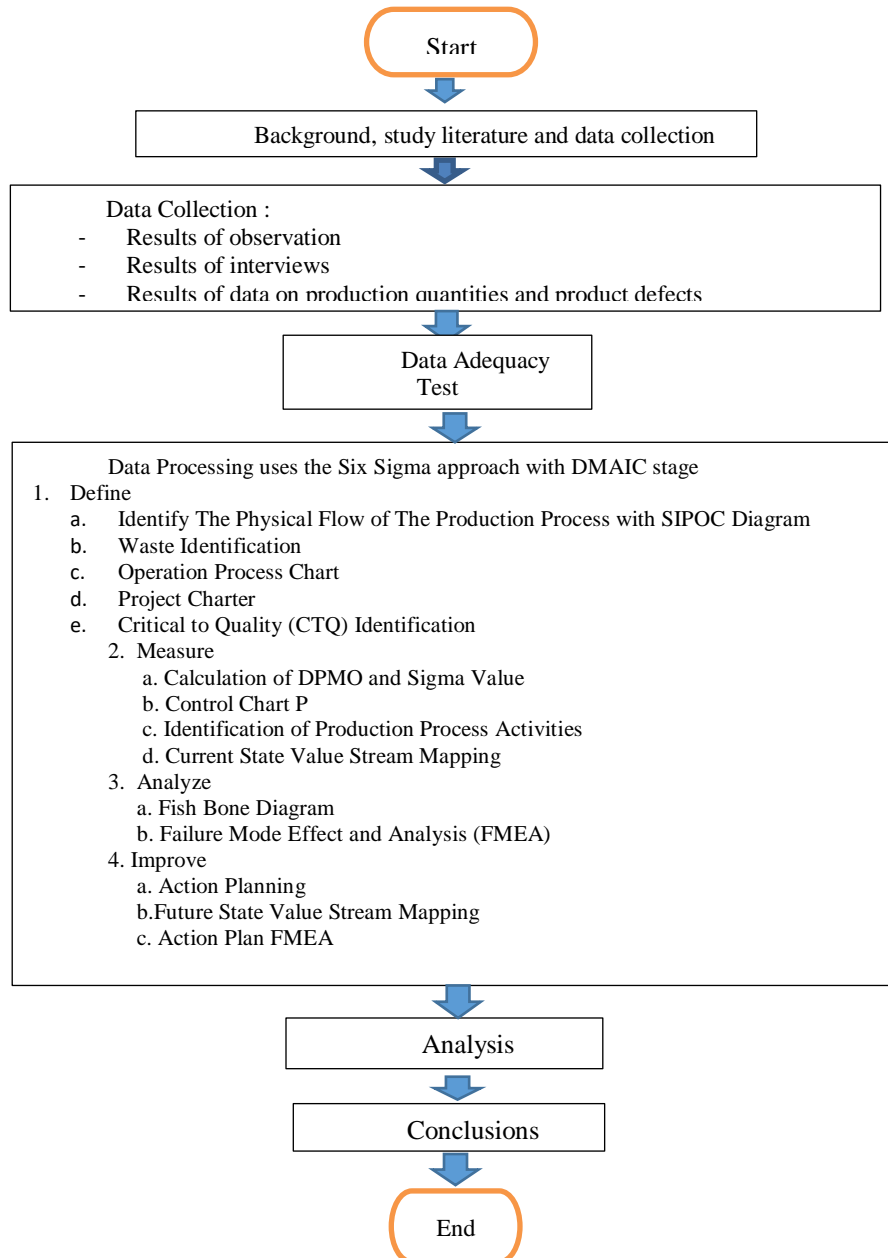 Start
Background, study literature and data collection
Data Collection :
- Results of observation
- Results of interviews
- Results of data on production quantities and product defects
Data Adequacy
Test
Data Processing uses the Six Sigma approach with DMAIC stage
1. Define
a. Identify The Physical Flow of The Production Process with SIPOC Diagram
b. Waste Identification
c. Operation Process Chart
d. Project Charter
e. Critical to Quality (CTQ) Identification
2. Measure
a. Calculation of DPMO and Sigma Value
b. Control Chart P
c. Identification of Production Process Activities
d. Current State Value Stream Mapping
3. Analyze
a. Fish Bone Diagram
b. Failure Mode Effect and Analysis (FMEA)
4. Improve
a. Action Planning
b.Future State Value Stream Mapping
c. Action Plan FMEA
Analysis
Conclusions
End